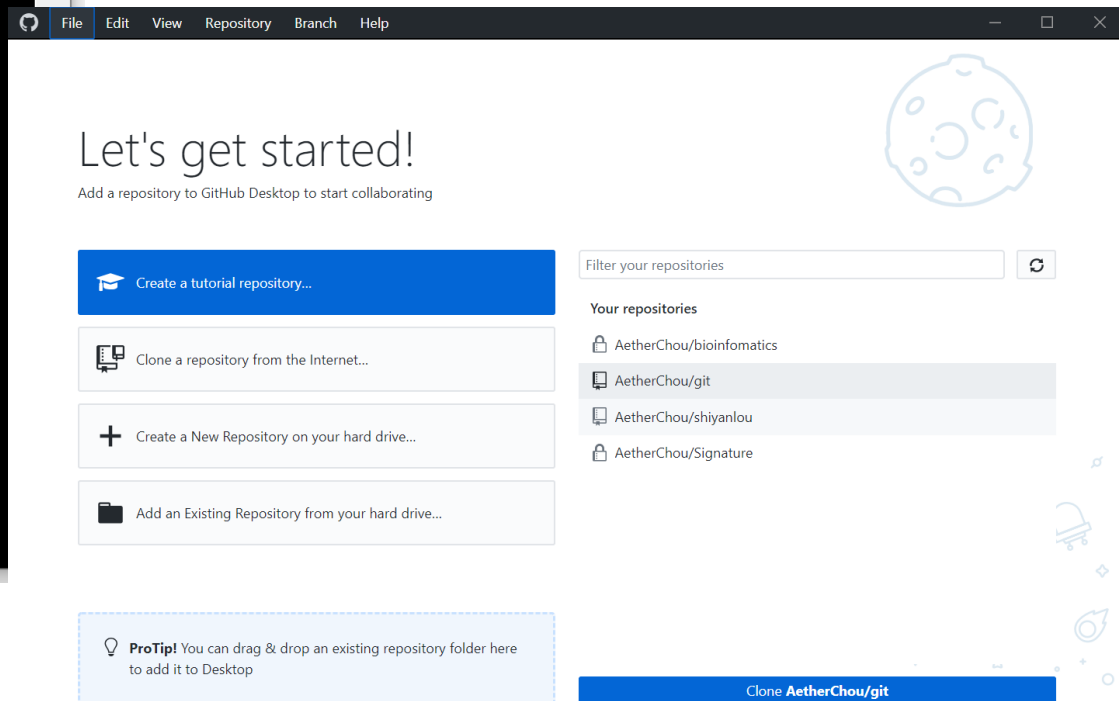 File Edit View Repository Branch Help
Let's get started!
Add a repository to GitHub Desktop to start collaborating
Create a tutorial repository...
Clone a repository from the Internet...
Create a New Repository on your hard drive...
Add an Existing Repository from your hard drive...
ProTip! You can drag & drop an existing repository folder here
to add it to Desktop
Filter your repositories
Your repositories
AetherChou/bioinfomatics
AetherChou/git
AetherChou/shiyanlou
AetherChou/Signature
Clone AetherChou/git